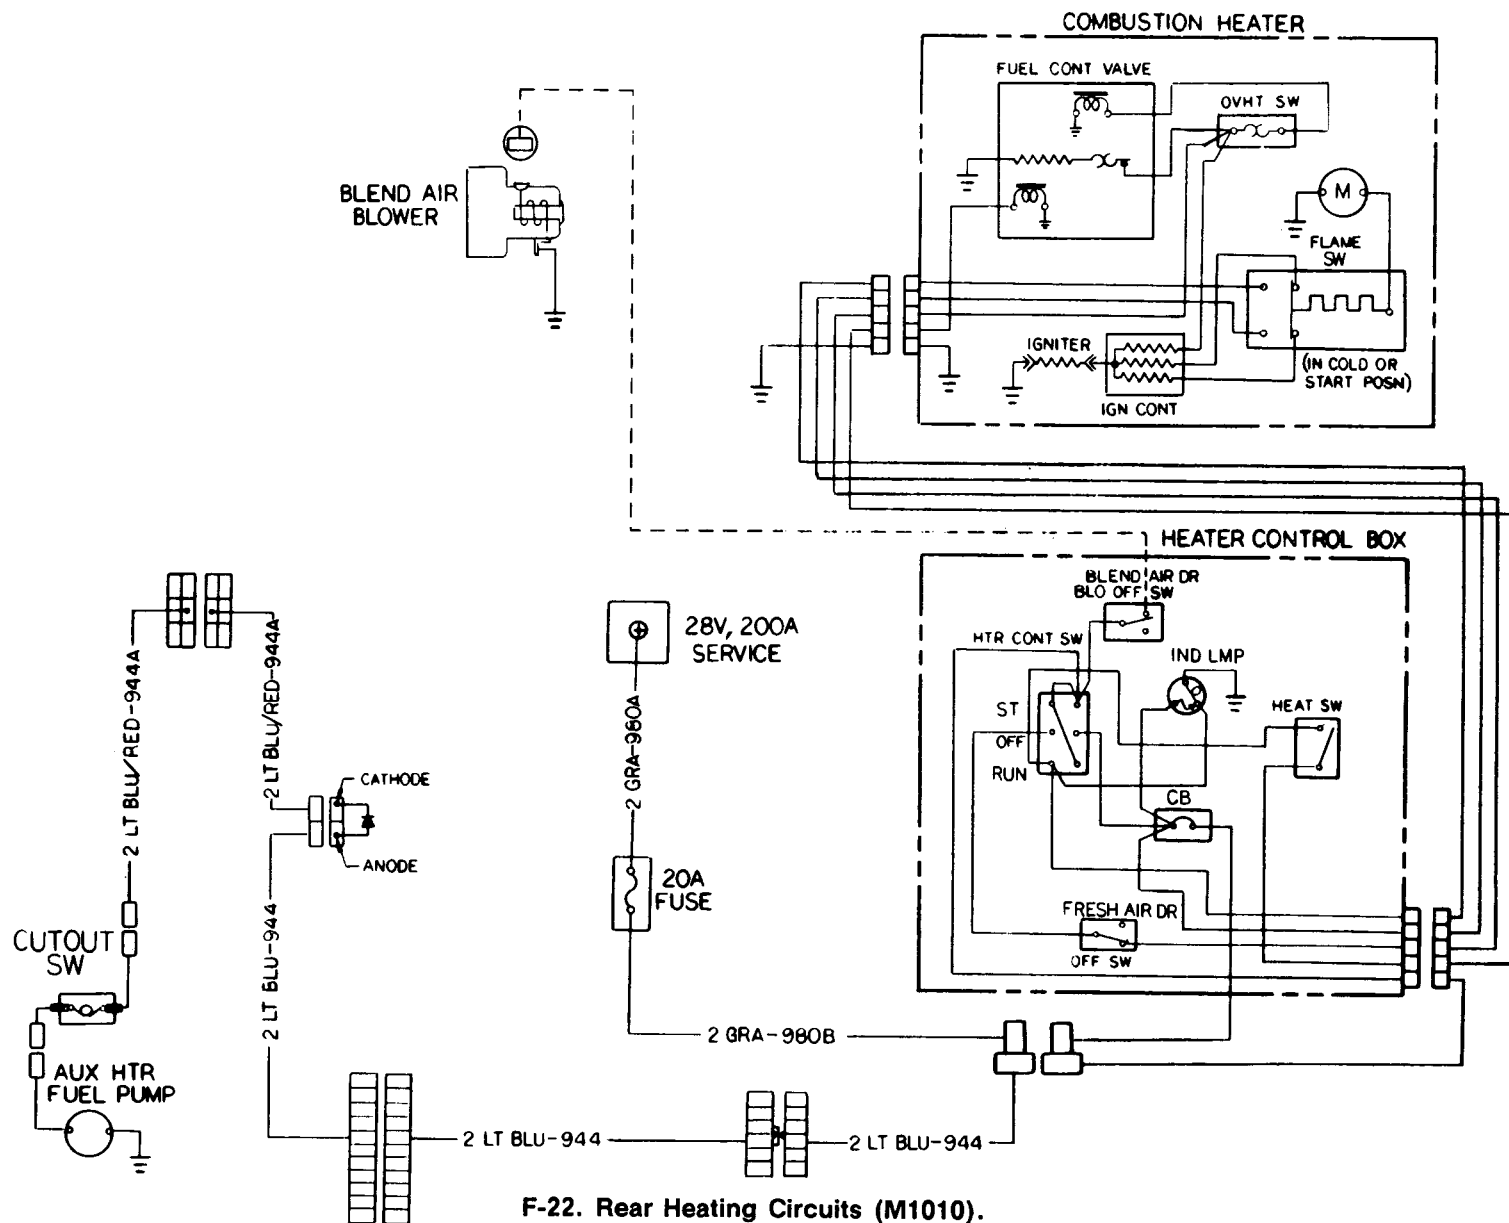 COMBUSTION HEATER
FUEL CONT VALVE
OVHT SW
BLEND AIR
BLOWER
M
FLAME
SW
IGNITER
(IN COLD OR
START POSN)
IGN CONT
HEATER CONTROL BOX
BLEND AIR DR
BLO OFF SW
28V, 200A
SERVICE
HTR CONT SW
IND LMP
HEAT SW
ST
OFF
RUN
2 LT BLU/RED-944A
2 LT BLU/RED-944A
2 GRA-980A
CATHODE
ANODE
CB
20A
FUSE
FRESH AIR DR
OFF SW
CUTOUT
SW
2 LT BLU-944
2 GRA-980B
AUX HTR
FUEL PUMP
2 LT BLU-944
2 LT BLU-944
F-22. Rear Heating Circuits (M1010).